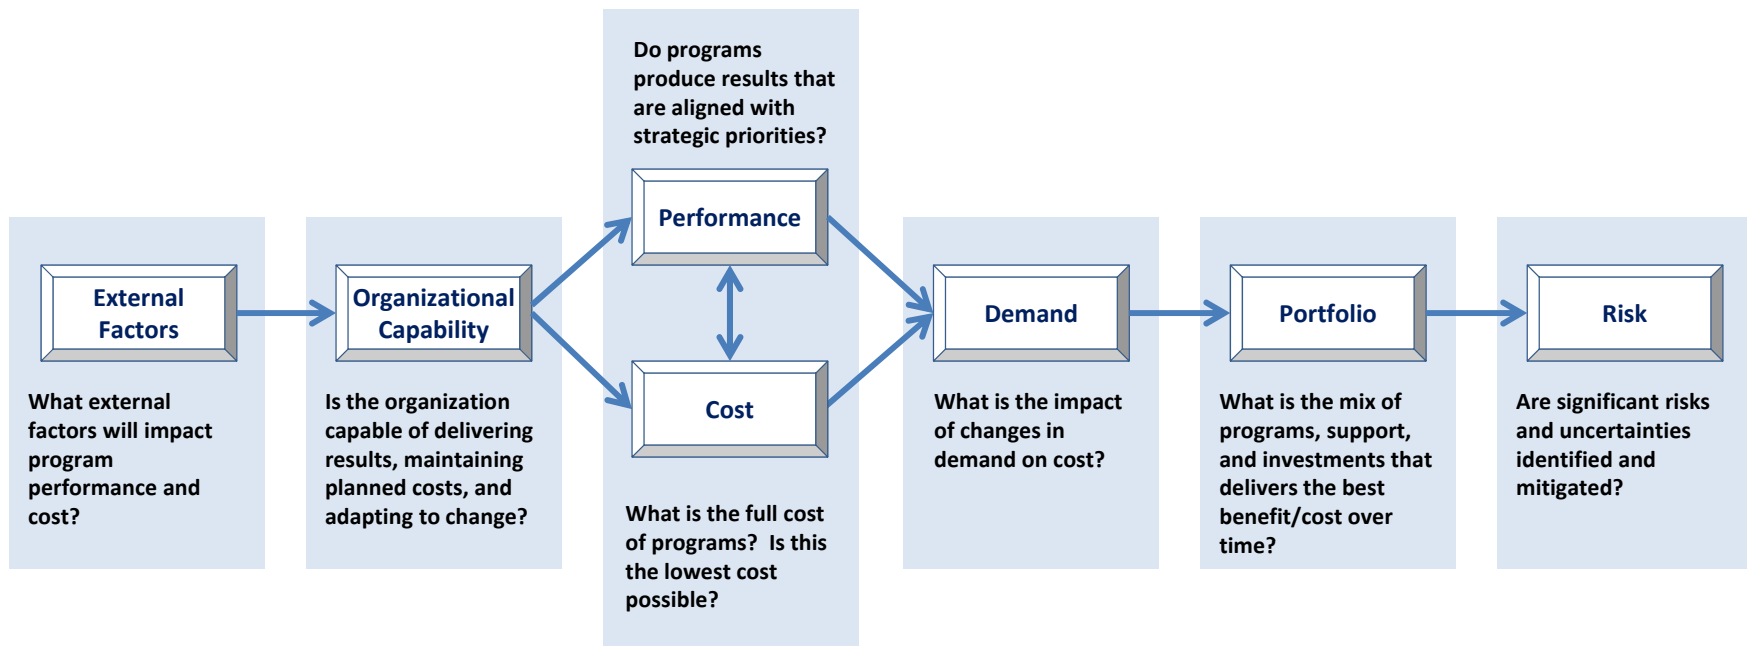 External
Factors
What external
factors will impact
program
performance and
cost?
Organizational
Capability
Is the organization
capable of delivering
results, maintaining
planned costs, and
adapting to change?
Do programs
produce results that
are aligned with
strategic priorities?
Performance
Cost
What is the full cost
of programs?  Is this
the lowest cost
possible?
Demand
What is the impact
of changes in
demand on cost?
Portfolio
What is the mix of
programs, support,
and investments that
delivers the best
benefit/cost over
time?
Risk
Are significant risks
and uncertainties
identified and
mitigated?